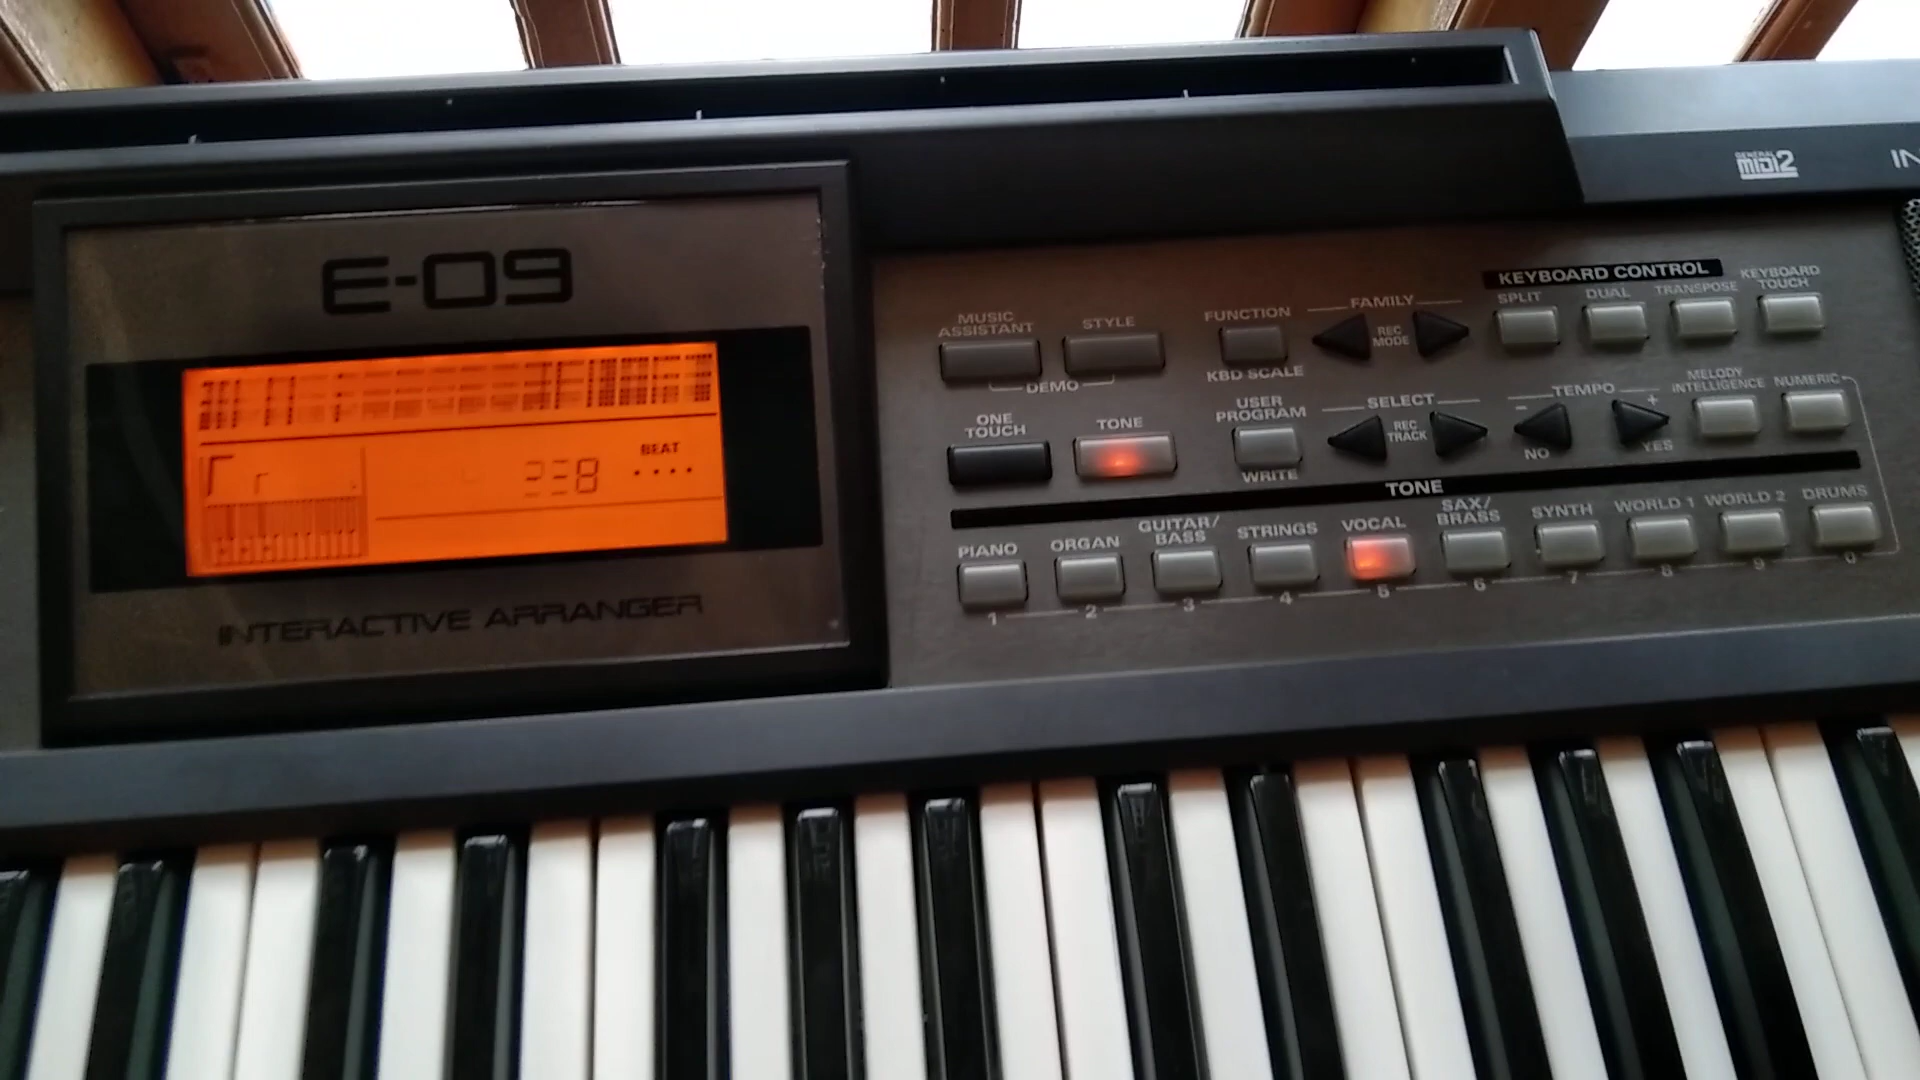 E-09
BEAT
INTERACTIVE ARRANGER
GENERAL
MIDI2
KEYBOARD CONTROL
KEYBOARD
TOUCH
SPLIT
DUAL
TRANSPOSE
MUSIC
ASSISTANT
STYLE
DEMO
FUNCTION
KBD SCALE
FAMILY
REC
MODE
ONE
TOUCH
TONE
USER
PROGRAM
WRITE
SELECT
REC
TRACK
TEMPO
- +
NO
YES
MELODY
INTELLIGENCE
NUMERIC
TONE
PIANO
ORGAN
GUITAR/
BASS
STRINGS
VOCAL
SAX/
BRASS
SYNTH
WORLD 1
WORLD 2
DRUMS
1 2 3 4 5 6 7 8 9 0